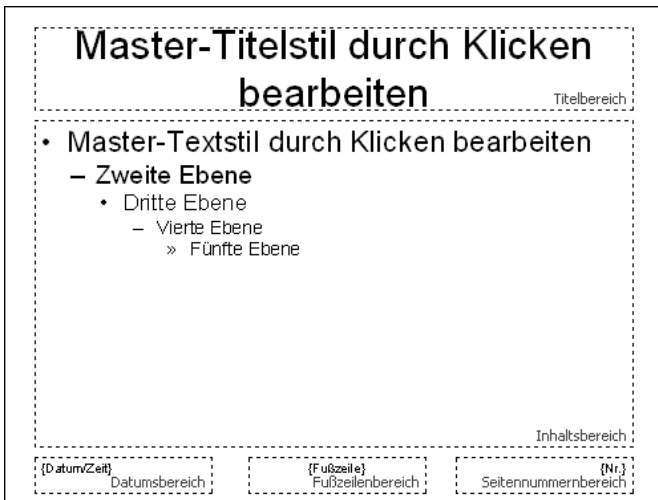 Master-Titelstil durch Klicken
bearbeiten
Titelbereich
• Master-Textstil durch Klicken bearbeiten
– Zweite Ebene
• Dritte Ebene
– Vierte Ebene
» Fünfte Ebene
Inhaltsbereich
{Datum/Zeit}
Datumsbereich
{Fußzeile}
Fußzeilenbereich
{Nr.}
Seitennummernbereich